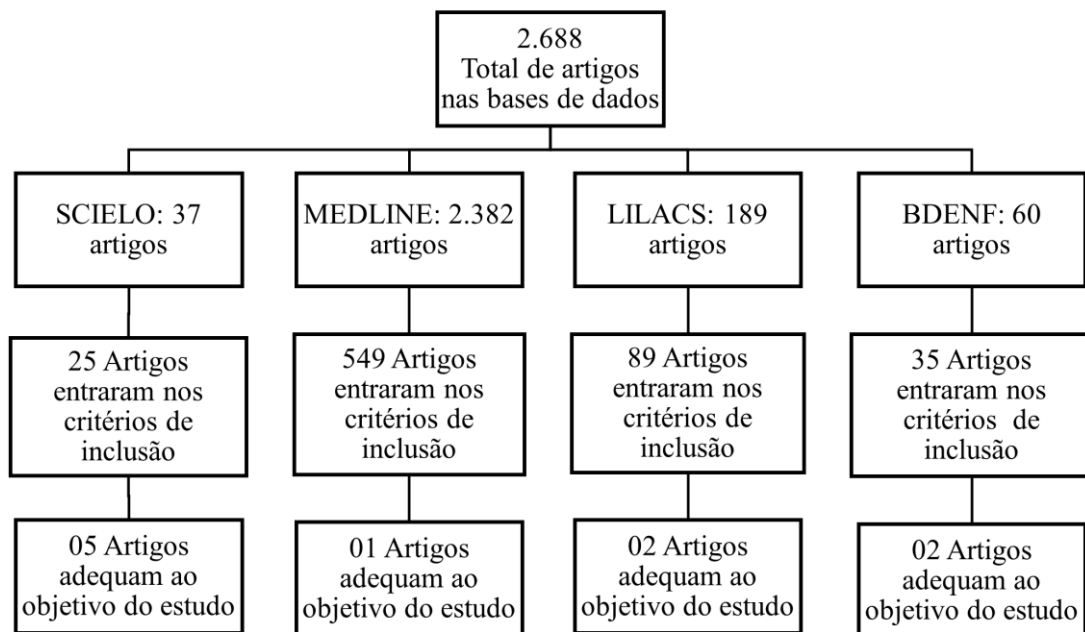 2.688
Total de artigos
nas bases de dados
SCIELO: 37
artigos
MEDLINE: 2.382
artigos
LILACS: 189
artigos
BDENF: 60
artigos
25 Artigos
entraram nos
critérios de
inclusão
549 Artigos
entraram nos
critérios de
inclusão
89 Artigos
entraram nos
critérios de
inclusão
35 Artigos
entraram nos
critérios de
inclusão
05 Artigos
adequam ao
objetivo do estudo
01 Artigos
adequam ao
objetivo do estudo
02 Artigos
adequam ao
objetivo do estudo
02 Artigos
adequam ao
objetivo do estudo